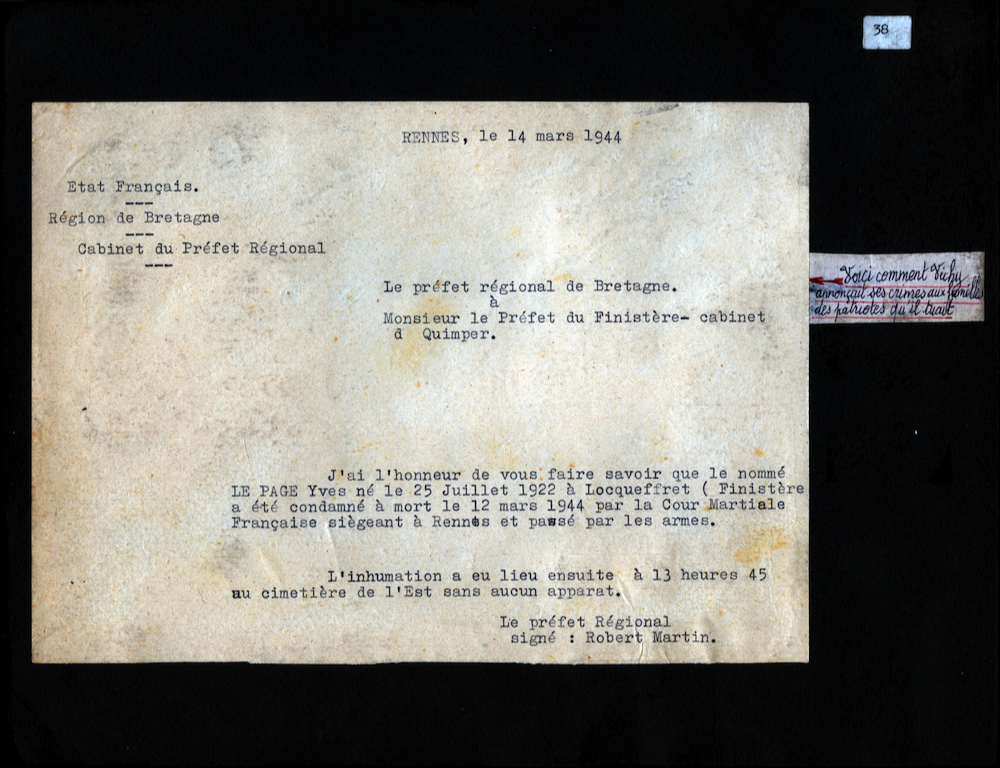 38
RENNES, le 14 mars 1944
Etat Français.
Région de Bretagne
Cabinet du Préfet Régional
Le préfet régional de Bretagne.
à
Monsieur le Préfet du Finistère- cabinet
d Quimper.
Voici comment Vichy
annonçait ses crimes aux familles
des patriotes qu'il tuait
J'ai l'honneur de vous faire savoir que le nommé
LE PAGE Yves né le 25 Juillet 1922 à Locqueffret ( Finistère
a été condamné à mort le 12 mars 1944 par la Cour Martiale
Française siègeant à Rennes et passé par les armes.
L'inhumation a eu lieu ensuite à 13 heures 45
au cimetière de l'Est sans aucun apparat.
Le préfet Régional
signé : Robert Martin.